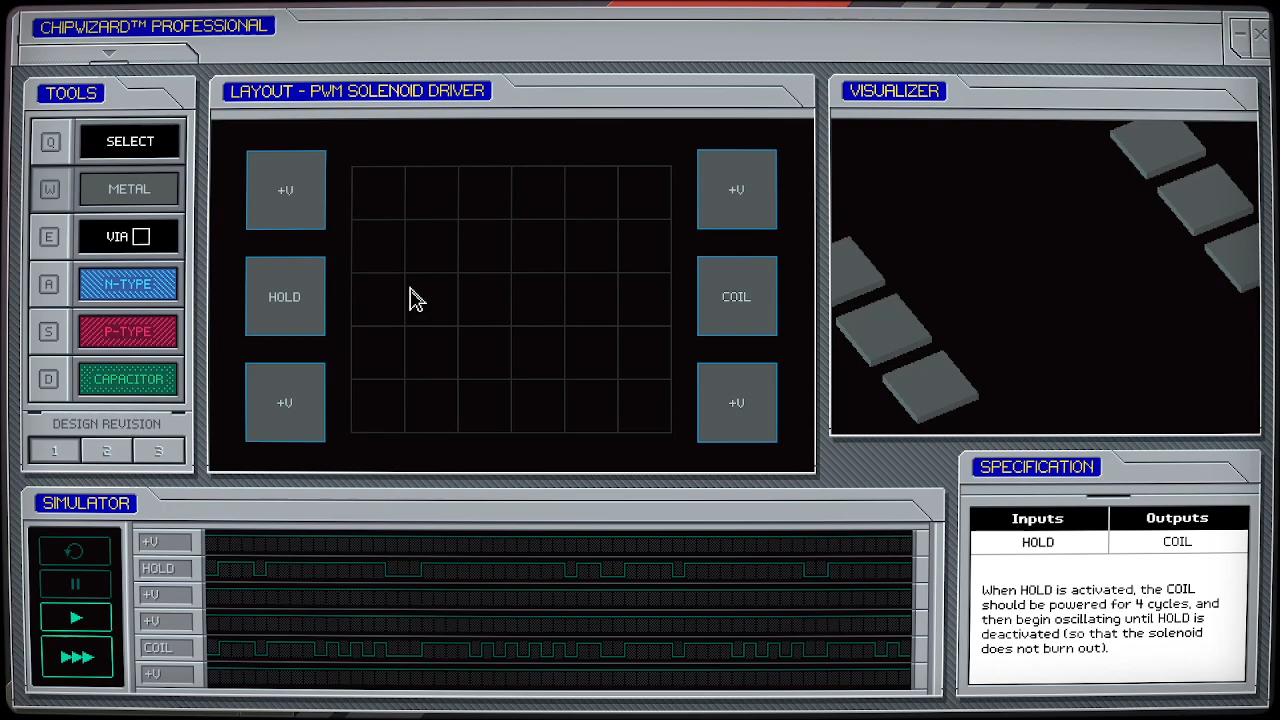 CHIPWIZARD™ PROFESSIONAL
TOOLS
Q SELECT
W METAL
E VIA
A N-TYPE
S P-TYPE
D CAPACITOR
DESIGN REVISION
1 2 3
LAYOUT - PWM SOLENOID DRIVER
+V +V
HOLD COIL
+V +V
VISUALIZER
SIMULATOR
+V
HOLD
+V
+V
COIL
+V
SPECIFICATION
Inputs Outputs
HOLD COIL
When HOLD is activated, the COIL
should be powered for 4 cycles, and
then begin oscillating until HOLD is
deactivated (so that the solenoid
does not burn out).